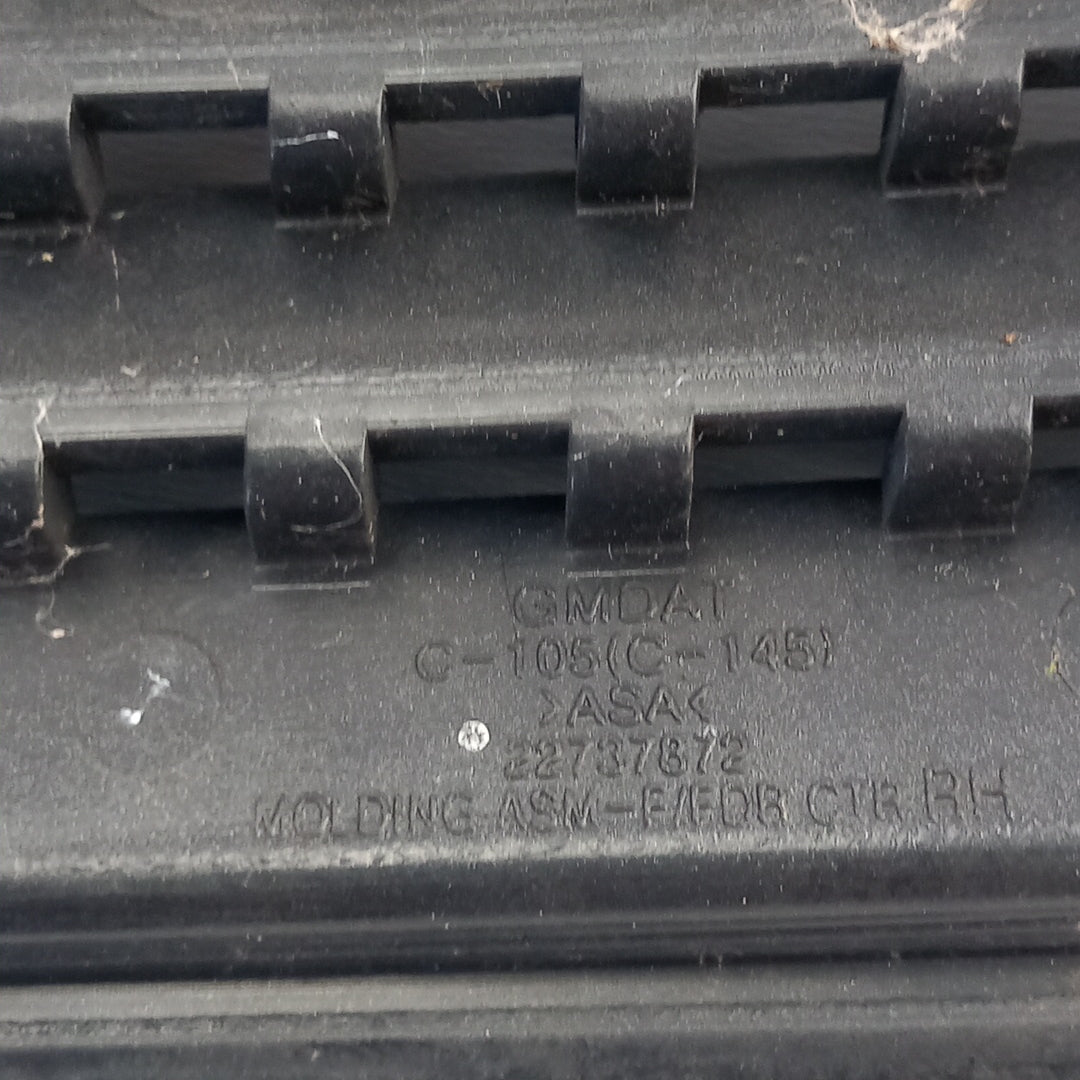 GMDAT
C-105(C-145)
>ASA<
22737872
MOLDING ASM-F/FDR CTR RH